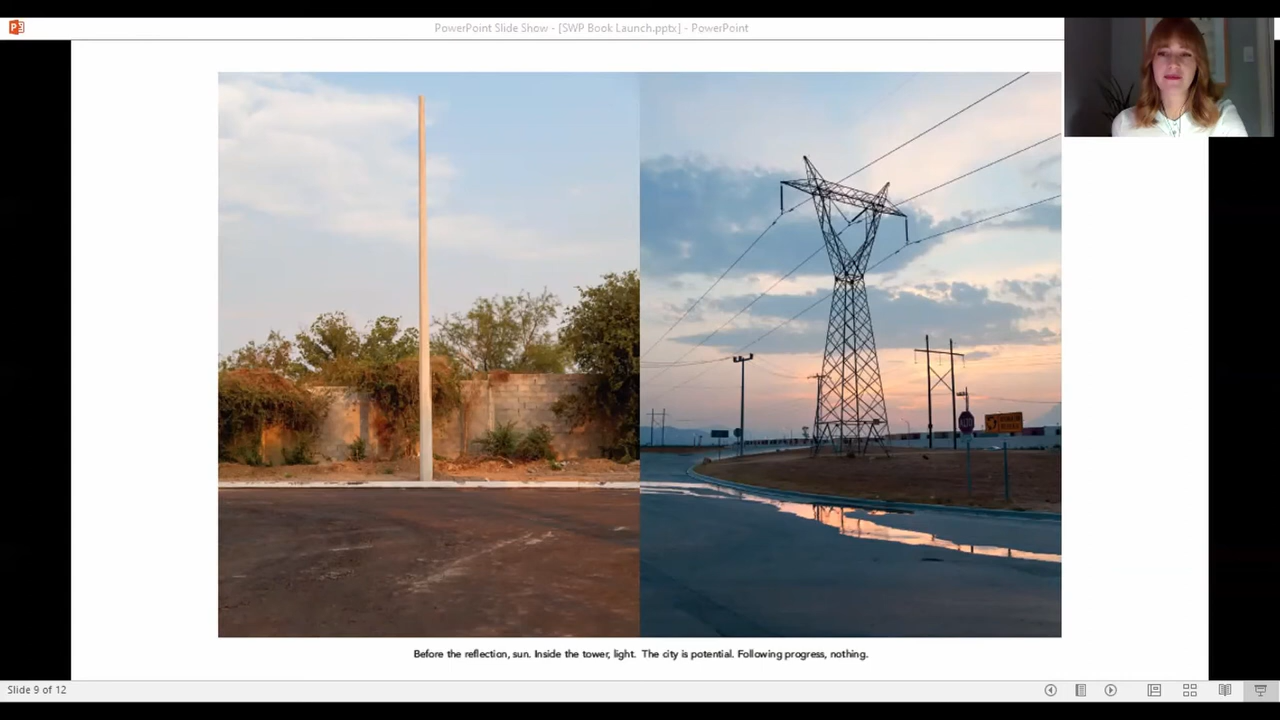 PowerPoint Slide Show - [SWP Book Launch.pptx] - PowerPoint
Before the reflection, sun. Inside the tower, light. The city is potential. Following progress, nothing.
Slide 9 of 12